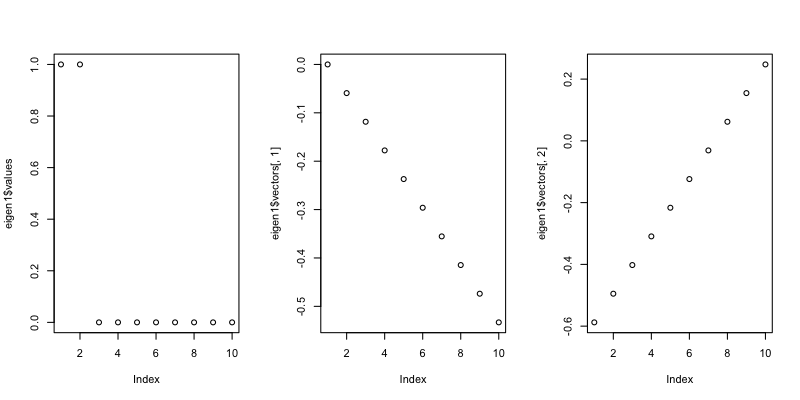 eigen1$values
0.0 0.2 0.4 0.6 0.8 1.0
2 4 6 8 10
Index
eigen1$vectors[, 1]
-0.5 -0.4 -0.3 -0.2 -0.1 0.0
2 4 6 8 10
Index
eigen1$vectors[, 2]
-0.6 -0.4 -0.2 0.0 0.2
2 4 6 8 10
Index